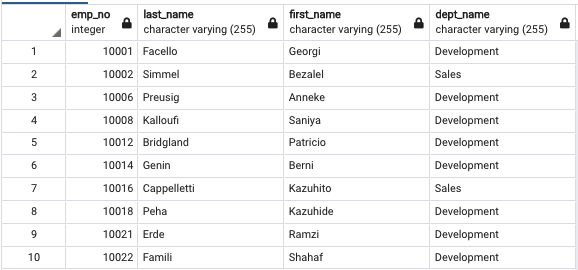 emp_no last_name first_name dept_name
integer character varying (255) character varying (255) character varying (255)
1 10001 Facello Georgi Development
2 10002 Simmel Bezalel Sales
3 10006 Preusig Anneke Development
4 10008 Kalloufi Saniya Development
5 10012 Bridgland Patricio Development
6 10014 Genin Berni Development
7 10016 Cappelletti Kazuhito Sales
8 10018 Peha Kazuhide Development
9 10021 Erde Ramzi Development
10 10022 Famili Shahaf Development